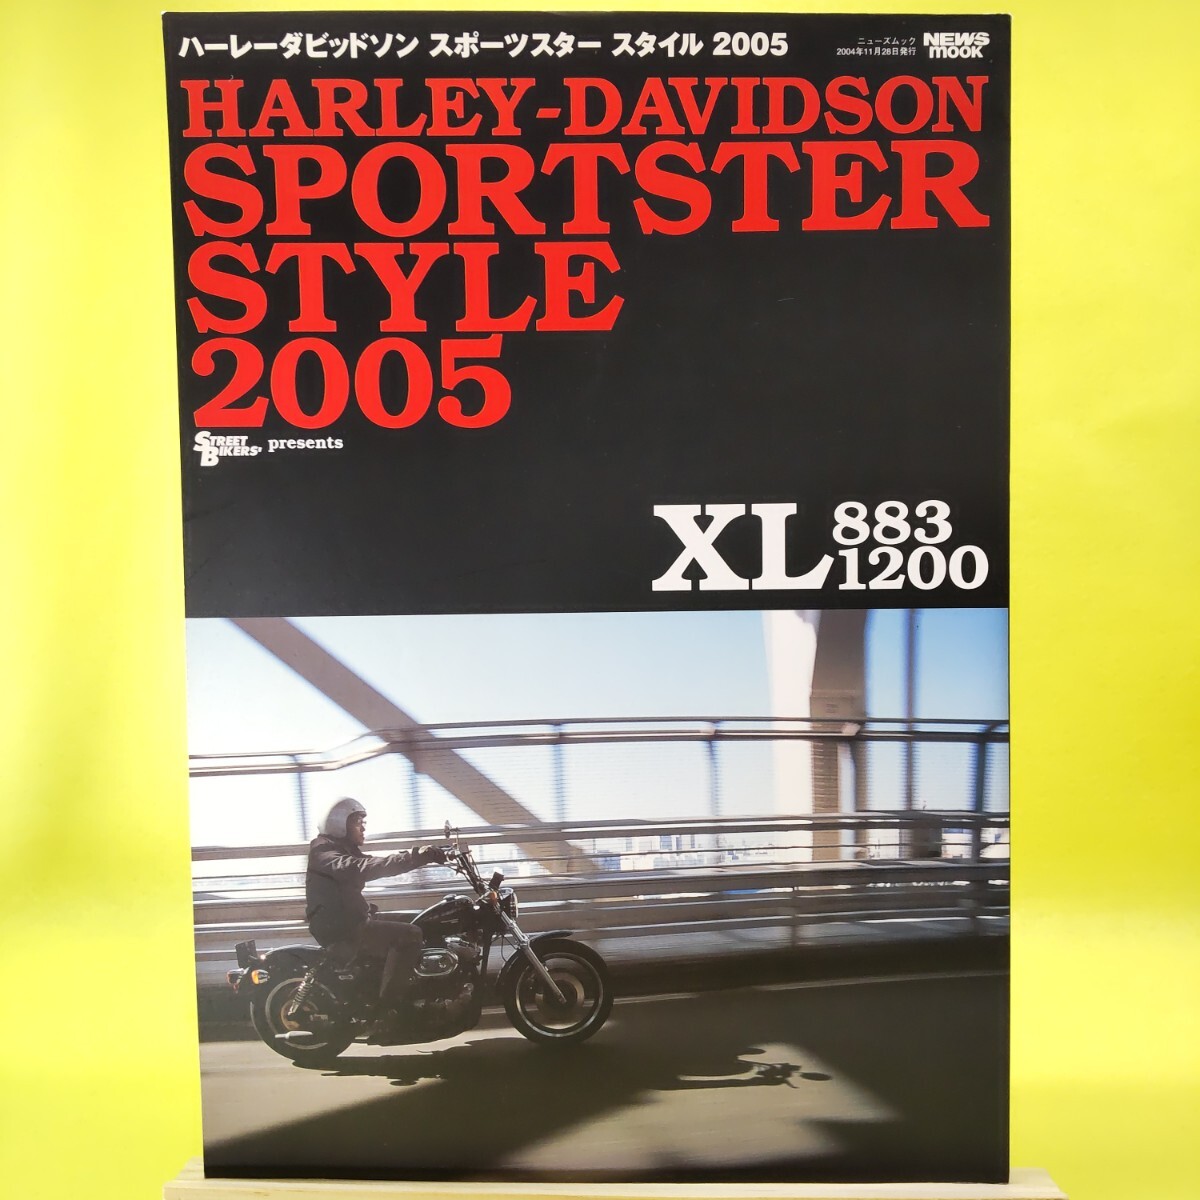 ハーレーダビッドソン スポーツスター スタイル 2005
ニューズムック
2004年11月28日発行
NEWS
mook
HARLEY-DAVIDSON
SPORTSTER
STYLE
2005
STREET
BIKERS' presents
XL 883
1200